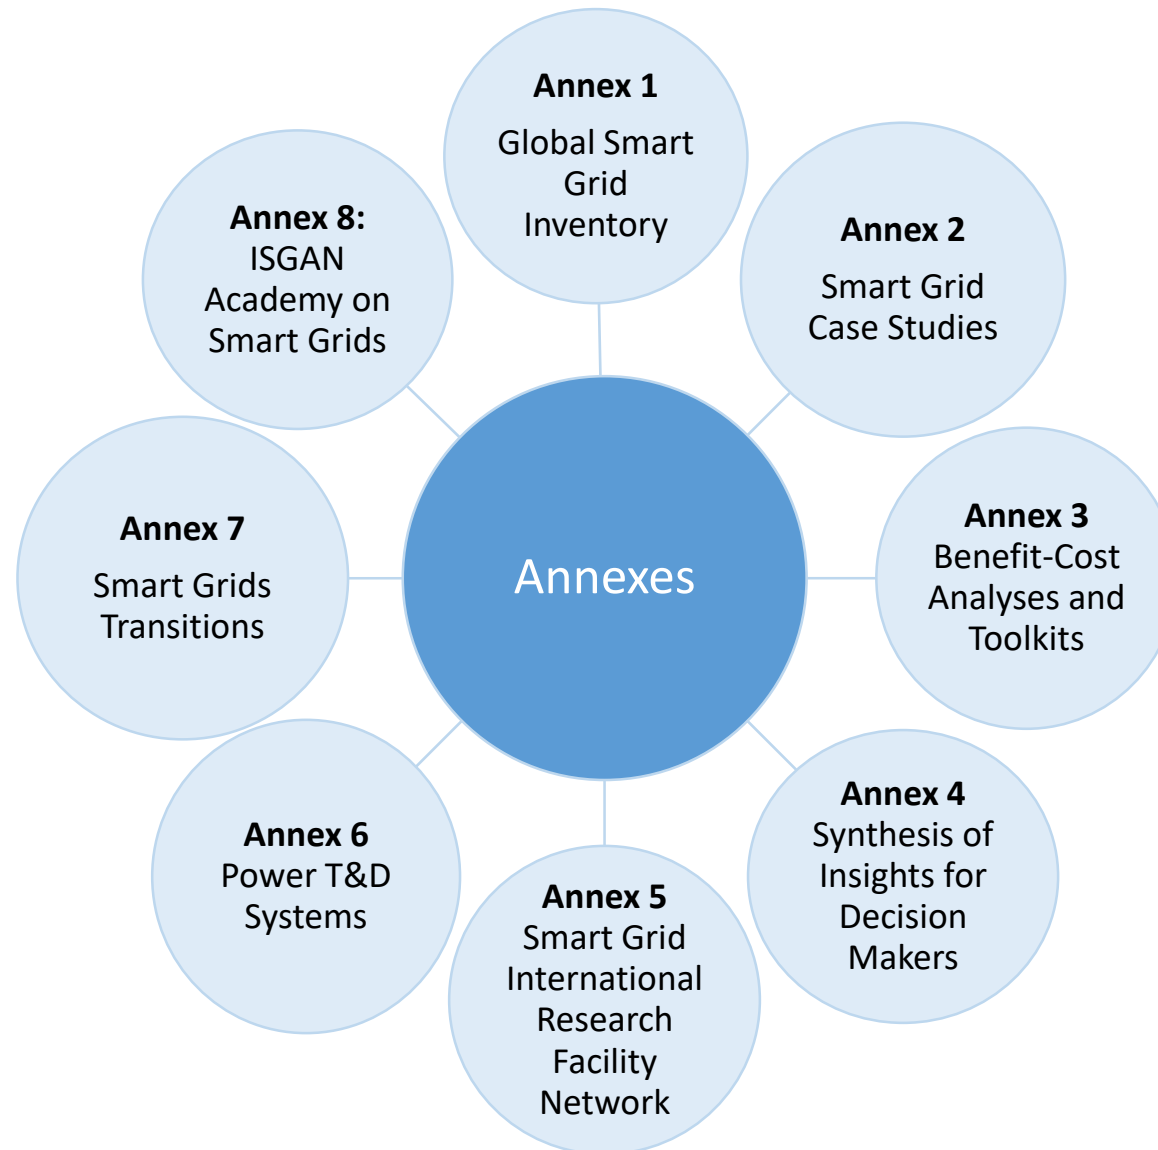 Annex 1
Global Smart
Grid
Inventory
Annex 2
Smart Grid
Case Studies
Annex 3
Benefit-Cost
Analyses and
Toolkits
Annex 4
Synthesis of
Insights for
Decision
Makers
Annex 5
Smart Grid
International
Research
Facility
Network
Annex 6
Power T&D
Systems
Annex 7
Smart Grids
Transitions
Annex 8:
ISGAN
Academy on
Smart Grids
Annexes